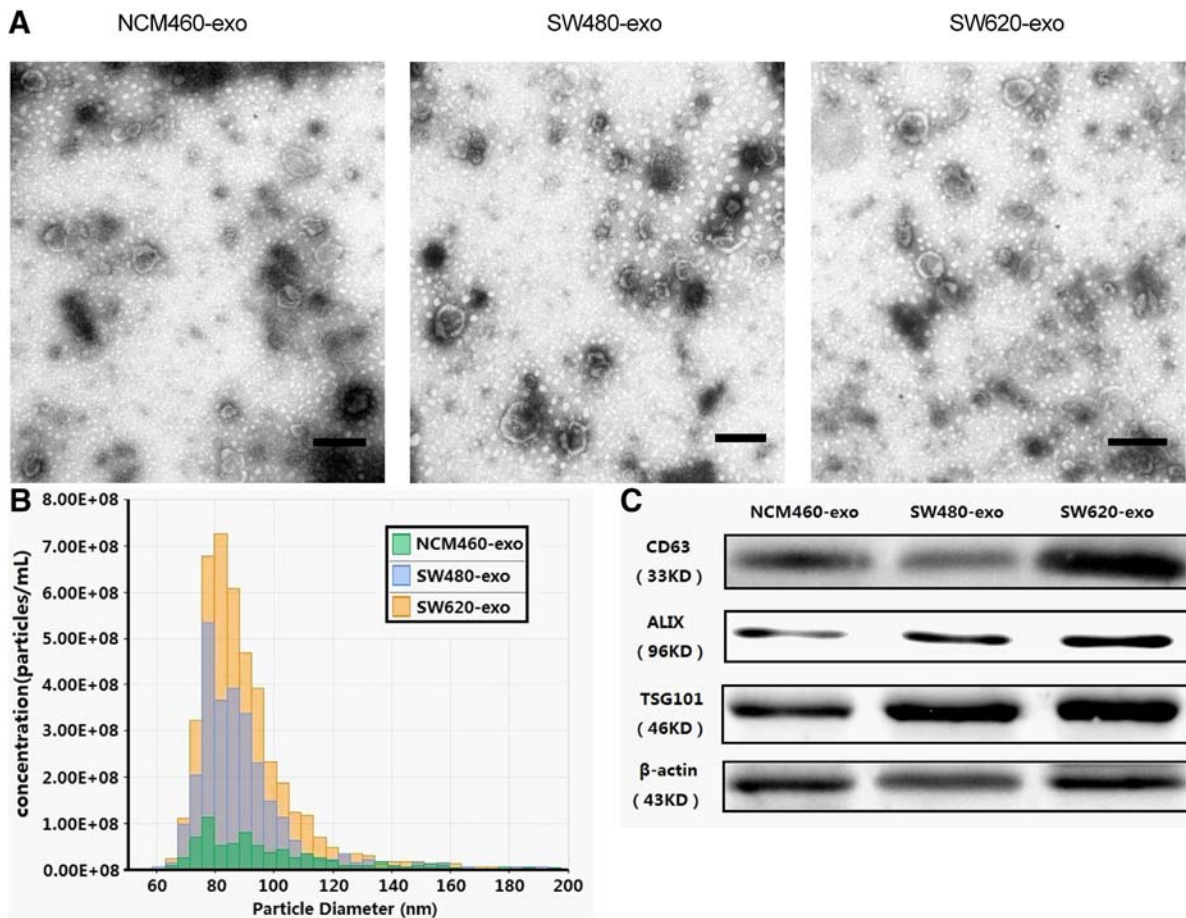 A
NCM460-exo
SW480-exo
SW620-exo
B
8.00E+08
7.00E+08
6.00E+08
5.00E+08
4.00E+08
3.00E+08
2.00E+08
1.00E+08
0.00E+08
concentration(particles/mL)
NCM460-exo
SW480-exo
SW620-exo
60 80 100 120 140 160 180 200
Particle Diameter (nm)
C
NCM460-exo SW480-exo SW620-exo
CD63
(33KD)
ALIX
(96KD)
TSG101
(46KD)
β-actin
(43KD)